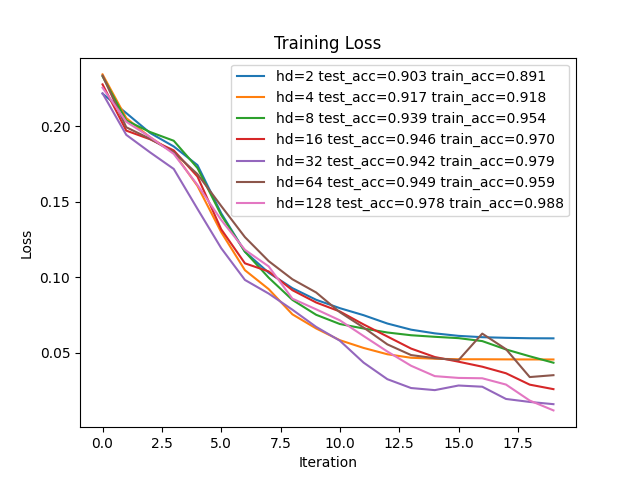 Training Loss
hd=2 test_acc=0.903 train_acc=0.891
hd=4 test_acc=0.917 train_acc=0.918
hd=8 test_acc=0.939 train_acc=0.954
hd=16 test_acc=0.946 train_acc=0.970
hd=32 test_acc=0.942 train_acc=0.979
hd=64 test_acc=0.949 train_acc=0.959
hd=128 test_acc=0.978 train_acc=0.988
Loss
0.20
0.15
0.10
0.05
0.0 2.5 5.0 7.5 10.0 12.5 15.0 17.5
Iteration